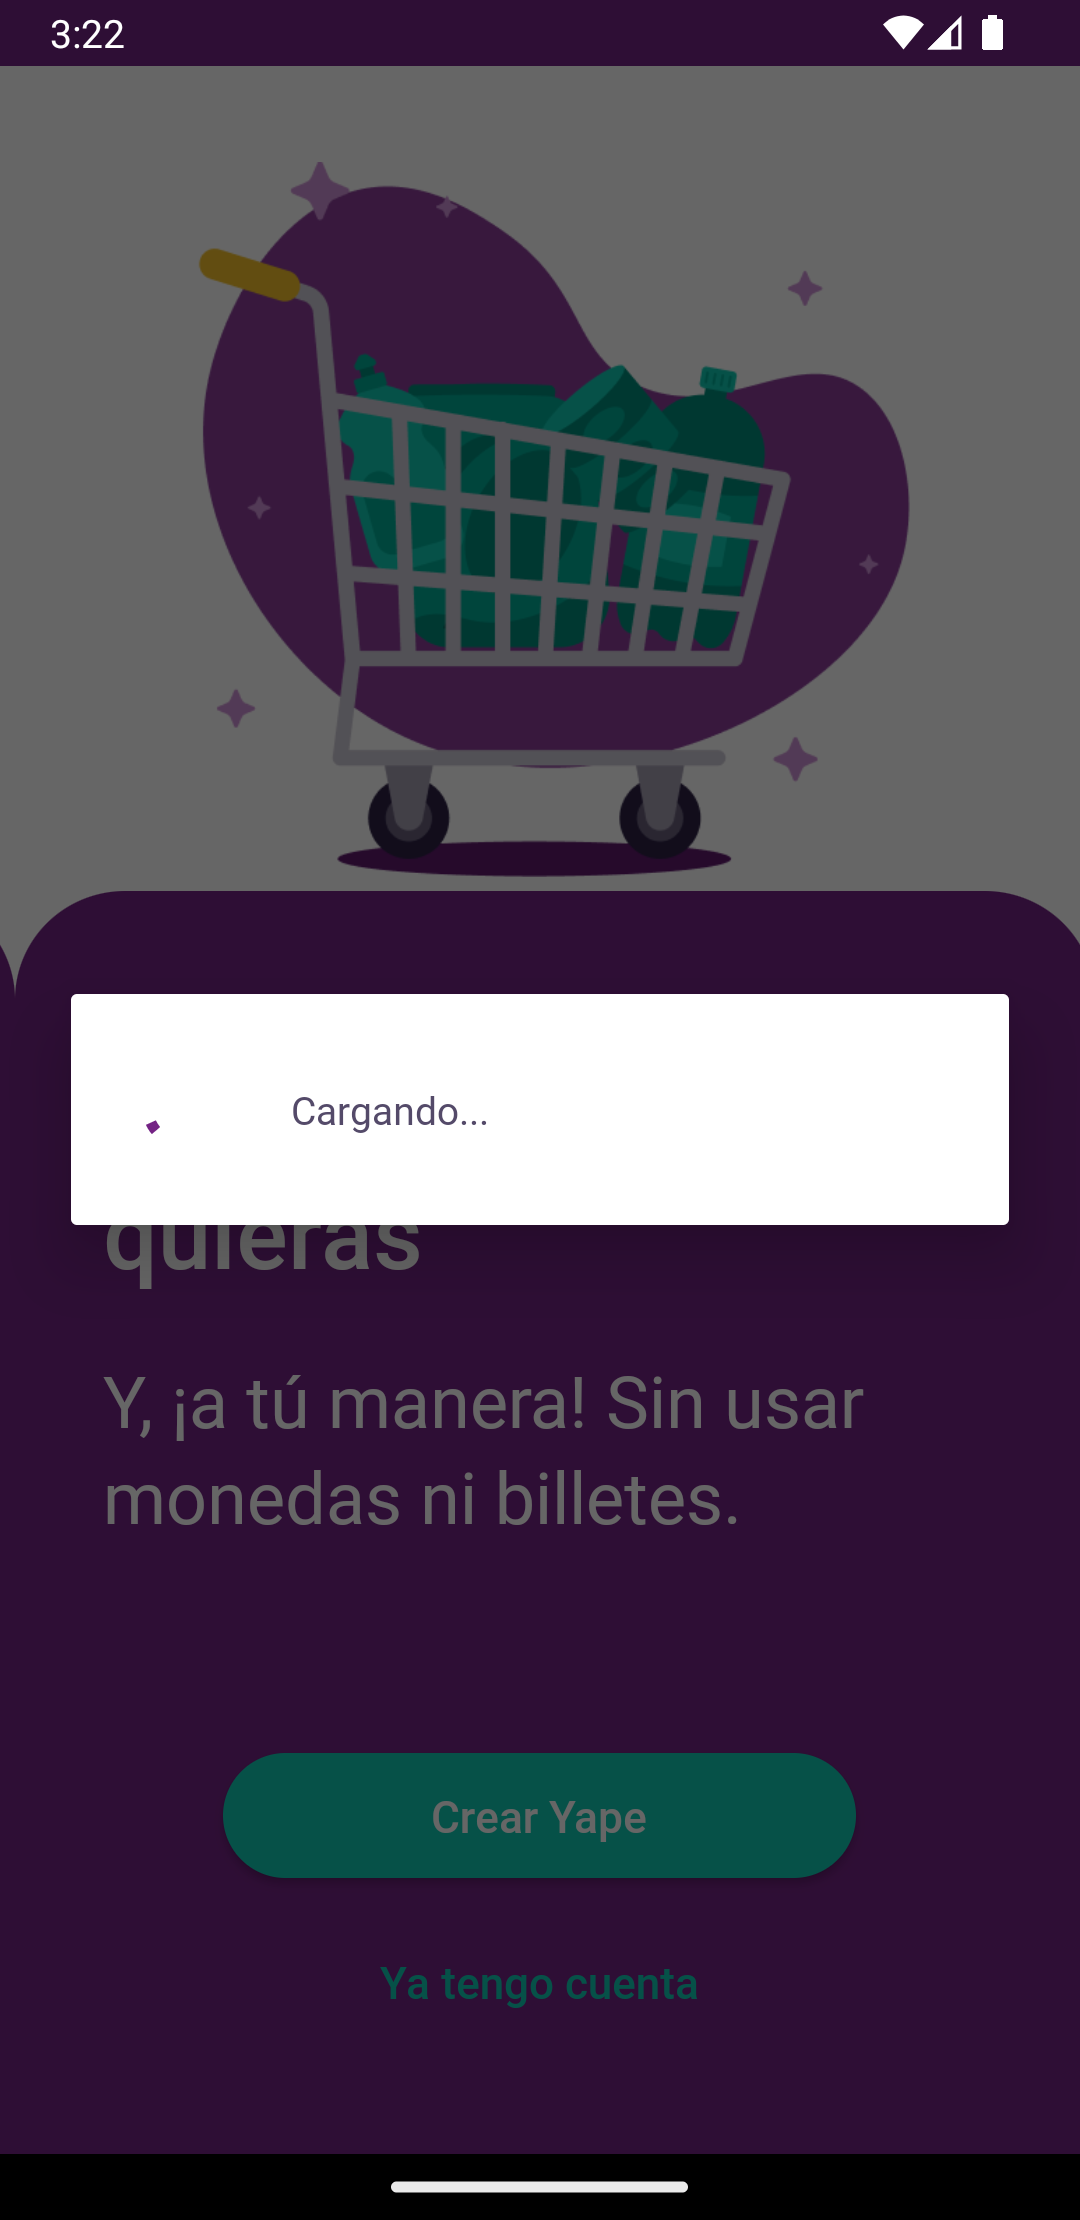 3:22
Cargando...
quieras
Y, ¡a tú manera! Sin usar
monedas ni billetes.
Crear Yape
Ya tengo cuenta